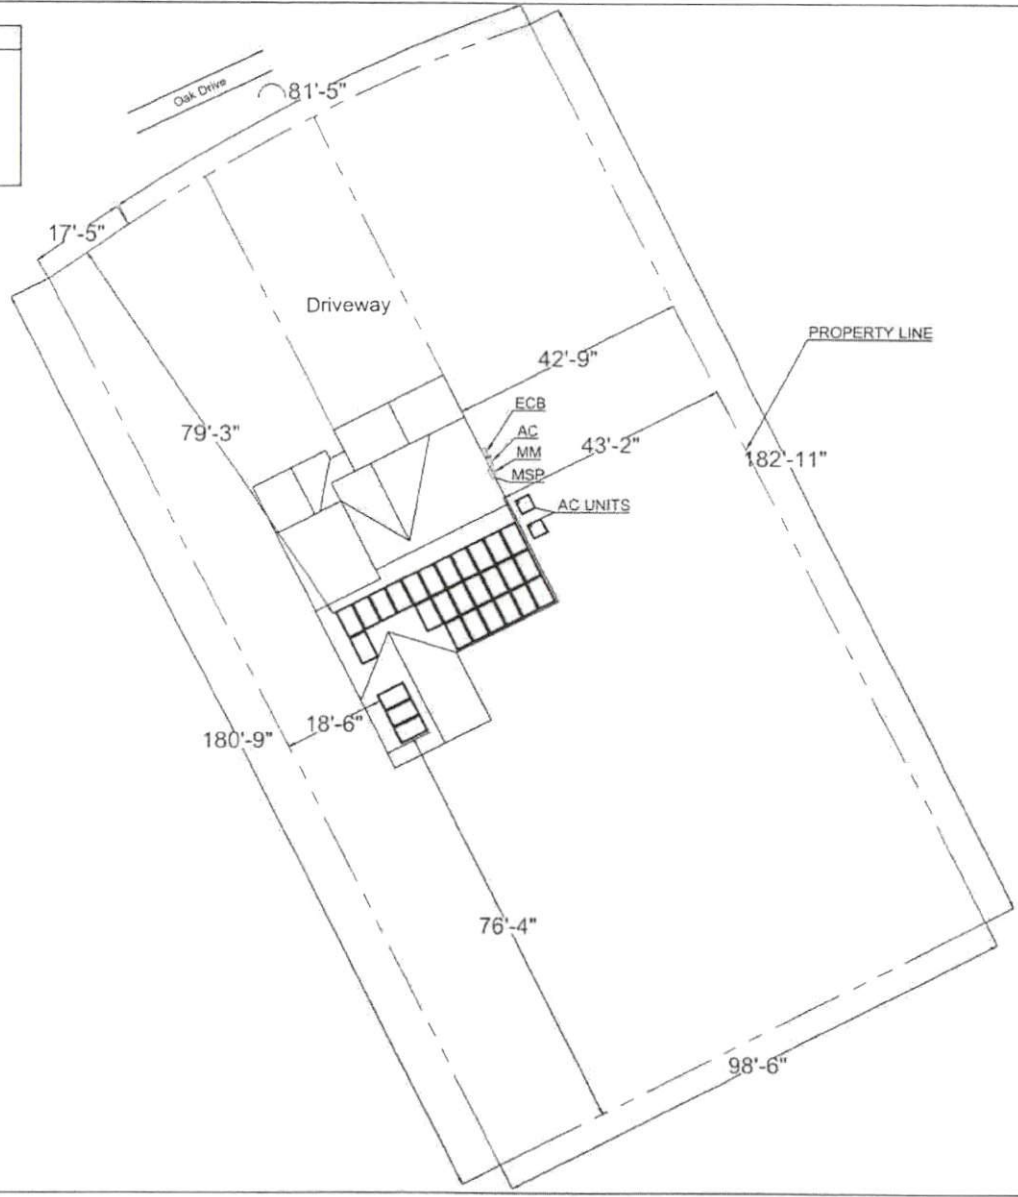 Oak Drive
81'-5"
17'-5"
Driveway
PROPERTY LINE
42'-9"
ECB
79'-3"
AC
43'-2"
MM
182'-11"
MSP
AC UNITS
18'-6"
180'-9"
76'-4"
98'-6"